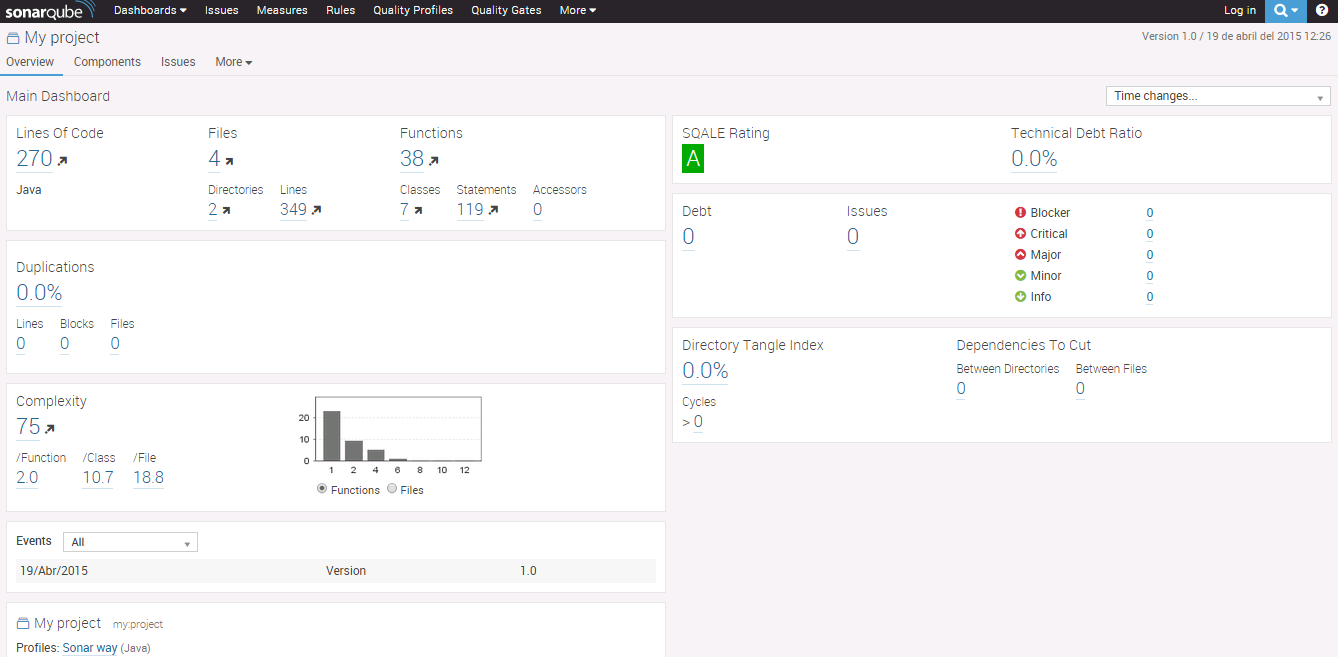 sonarqube Dashboards Issues Measures Rules Quality Profiles Quality Gates More Log in ?
My project Version 1.0 / 19 de abril del 2015 12:26
Overview Components Issues More
Main Dashboard Time changes...
Lines Of Code Files Functions
270 4 38
Java Directories Lines Classes Statements Accessors
2 349 7 119 0
Duplications
0.0%
Lines Blocks Files
0 0 0
Complexity
75
/Function /Class /File
2.0 10.7 18.8
20
10
0
1 2 4 6 8 10 12
Functions Files
Events All
19/Abr/2015 Version 1.0
My project my:project
Profiles: Sonar way (Java)
SQALE Rating Technical Debt Ratio
A 0.0%
Debt Issues
0 0
Blocker 0
Critical 0
Major 0
Minor 0
Info 0
Directory Tangle Index Dependencies To Cut
0.0% Between Directories Between Files
0 0
Cycles
> 0